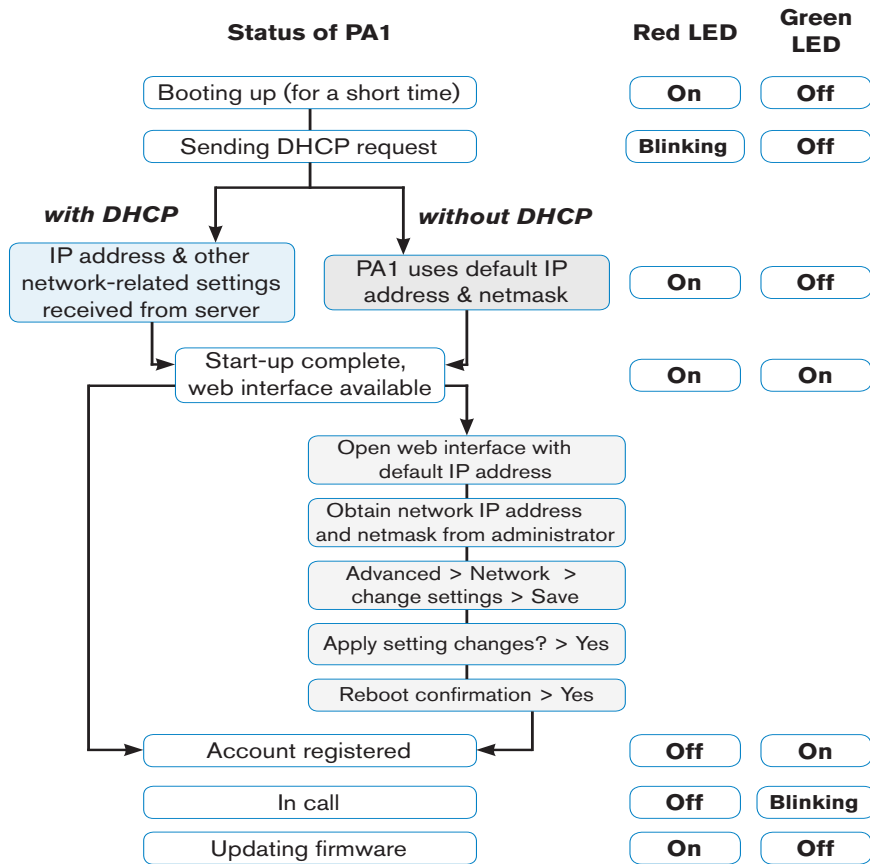 Status of PA1
Red LED
Green
LED
Booting up (for a short time)
On
Off
Sending DHCP request
Blinking
Off
with DHCP
without DHCP
IP address & other
network-related settings
received from server
PA1 uses default IP
address & netmask
On
Off
Start-up complete,
web interface available
On
On
Open web interface with
default IP address
Obtain network IP address
and netmask from administrator
Advanced > Network >
change settings > Save
Apply setting changes? > Yes
Reboot confirmation > Yes
Account registered
Off
On
In call
Off
Blinking
Updating firmware
On
Off